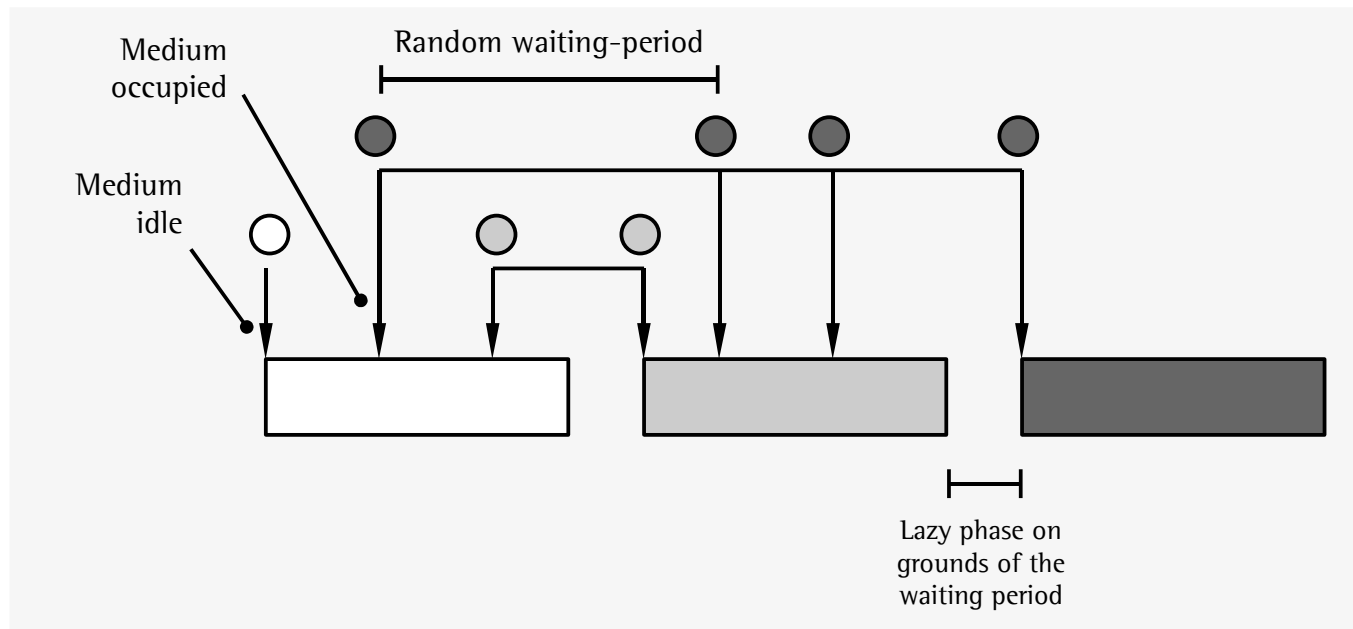 Medium
occupied
Random waiting-period
Medium
idle
Lazy phase on
grounds of the
waiting period